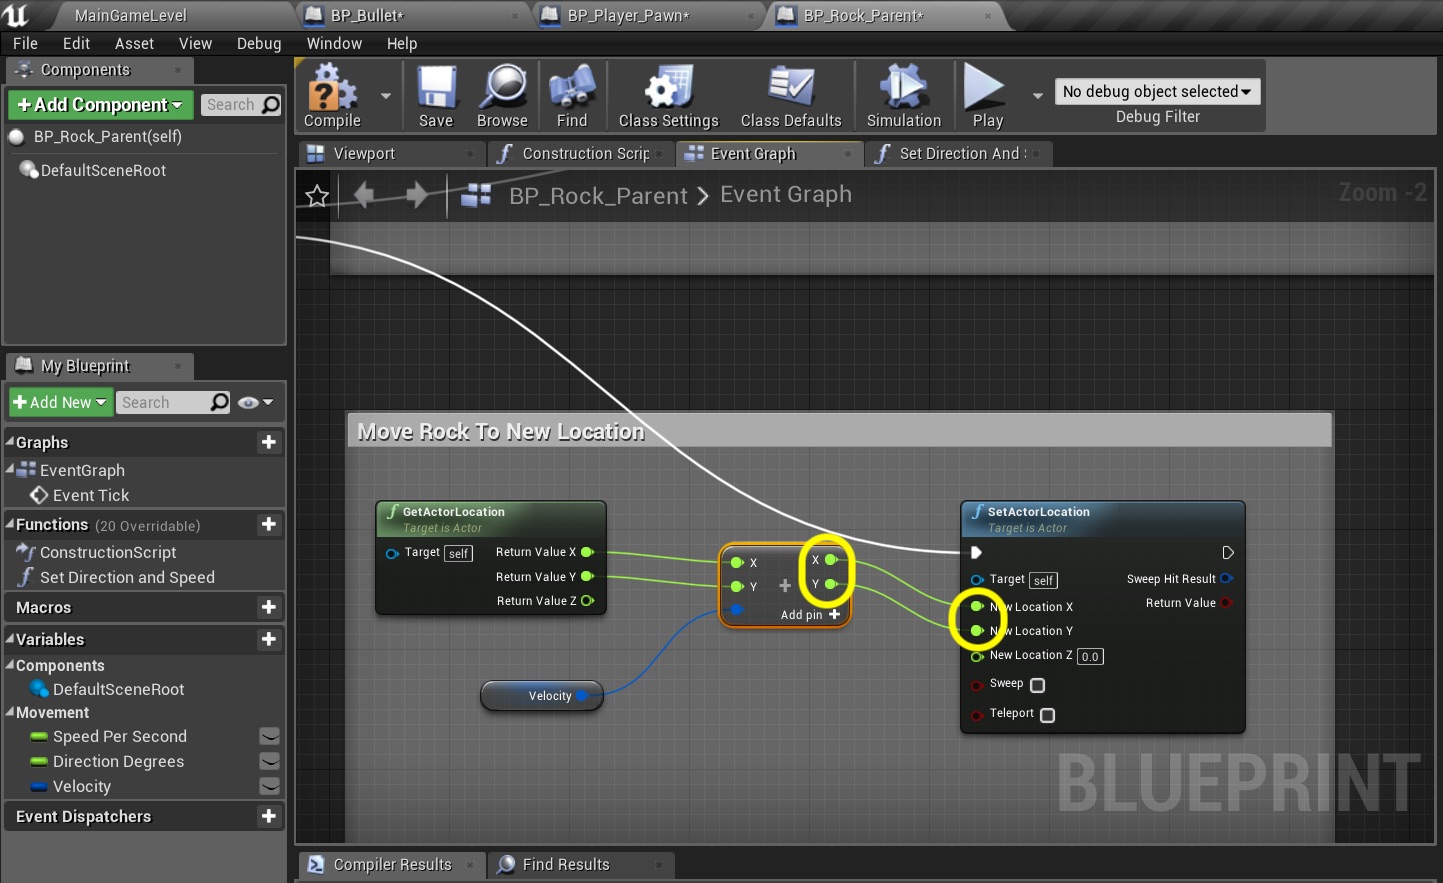 MainGameLevel
BP_Bullet*
BP_Player_Pawn*
BP_Rock_Parent*
File Edit Asset View Debug Window Help
Components
+Add Component
Search
BP_Rock_Parent(self)
DefaultSceneRoot
Compile
Save
Browse
Find
Class Settings
Class Defaults
Simulation
Play
No debug object selected
Debug Filter
Viewport
Construction Scrip
Event Graph
Set Direction And S
BP_Rock_Parent > Event Graph
Zoom -2
My Blueprint
+Add New
Search
Graphs
EventGraph
Event Tick
Functions (20 Overridable)
ConstructionScript
Set Direction and Speed
Macros
Variables
Components
DefaultSceneRoot
Movement
Speed Per Second
Direction Degrees
Velocity
Event Dispatchers
Move Rock To New Location
GetActorLocation
Target is Actor
Target self
Return Value X
Return Value Y
Return Value Z
Velocity
X X
Y + Y
Add pin +
SetActorLocation
Target is Actor
Target self
Sweep Hit Result
New Location X
Return Value
New Location Y
New Location Z 0.0
Sweep
Teleport
BLUEPRINT
Compiler Results
Find Results